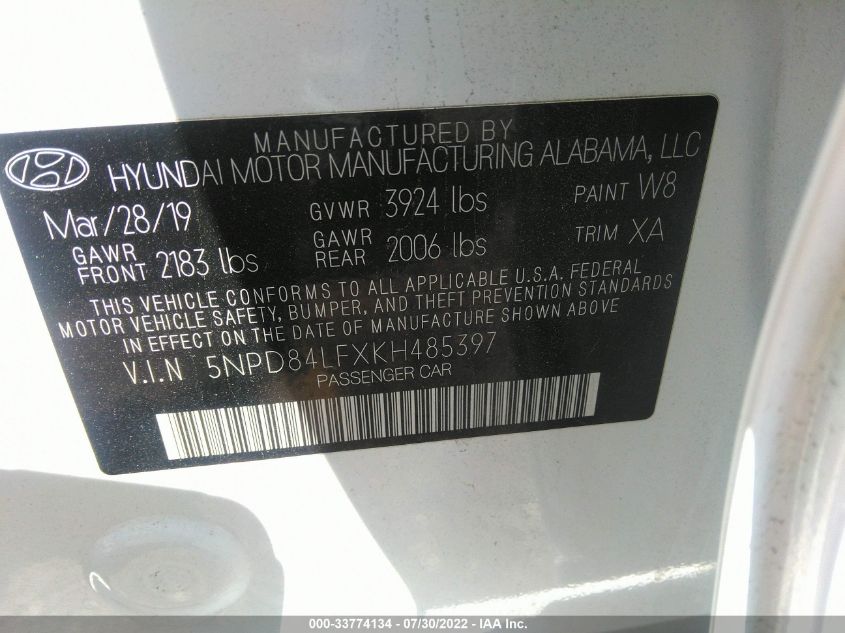 MANUFACTURED BY
HYUNDAI MOTOR MANUFACTURING ALABAMA, LLC
Mar/28/19 GVWR 3924 lbs PAINT W8
GAWR FRONT 2183 lbs GAWR REAR 2006 lbs TRIM XA
THIS VEHICLE CONFORMS TO ALL APPLICABLE U.S.A. FEDERAL
MOTOR VEHICLE SAFETY, BUMPER, AND THEFT PREVENTION STANDARDS
IN EFFECT ON THE DATE OF MANUFACTURE SHOWN ABOVE
V.I.N 5NPD84LFXKH485397
PASSENGER CAR
000-33774134 - 07/30/2022 - IAA Inc.